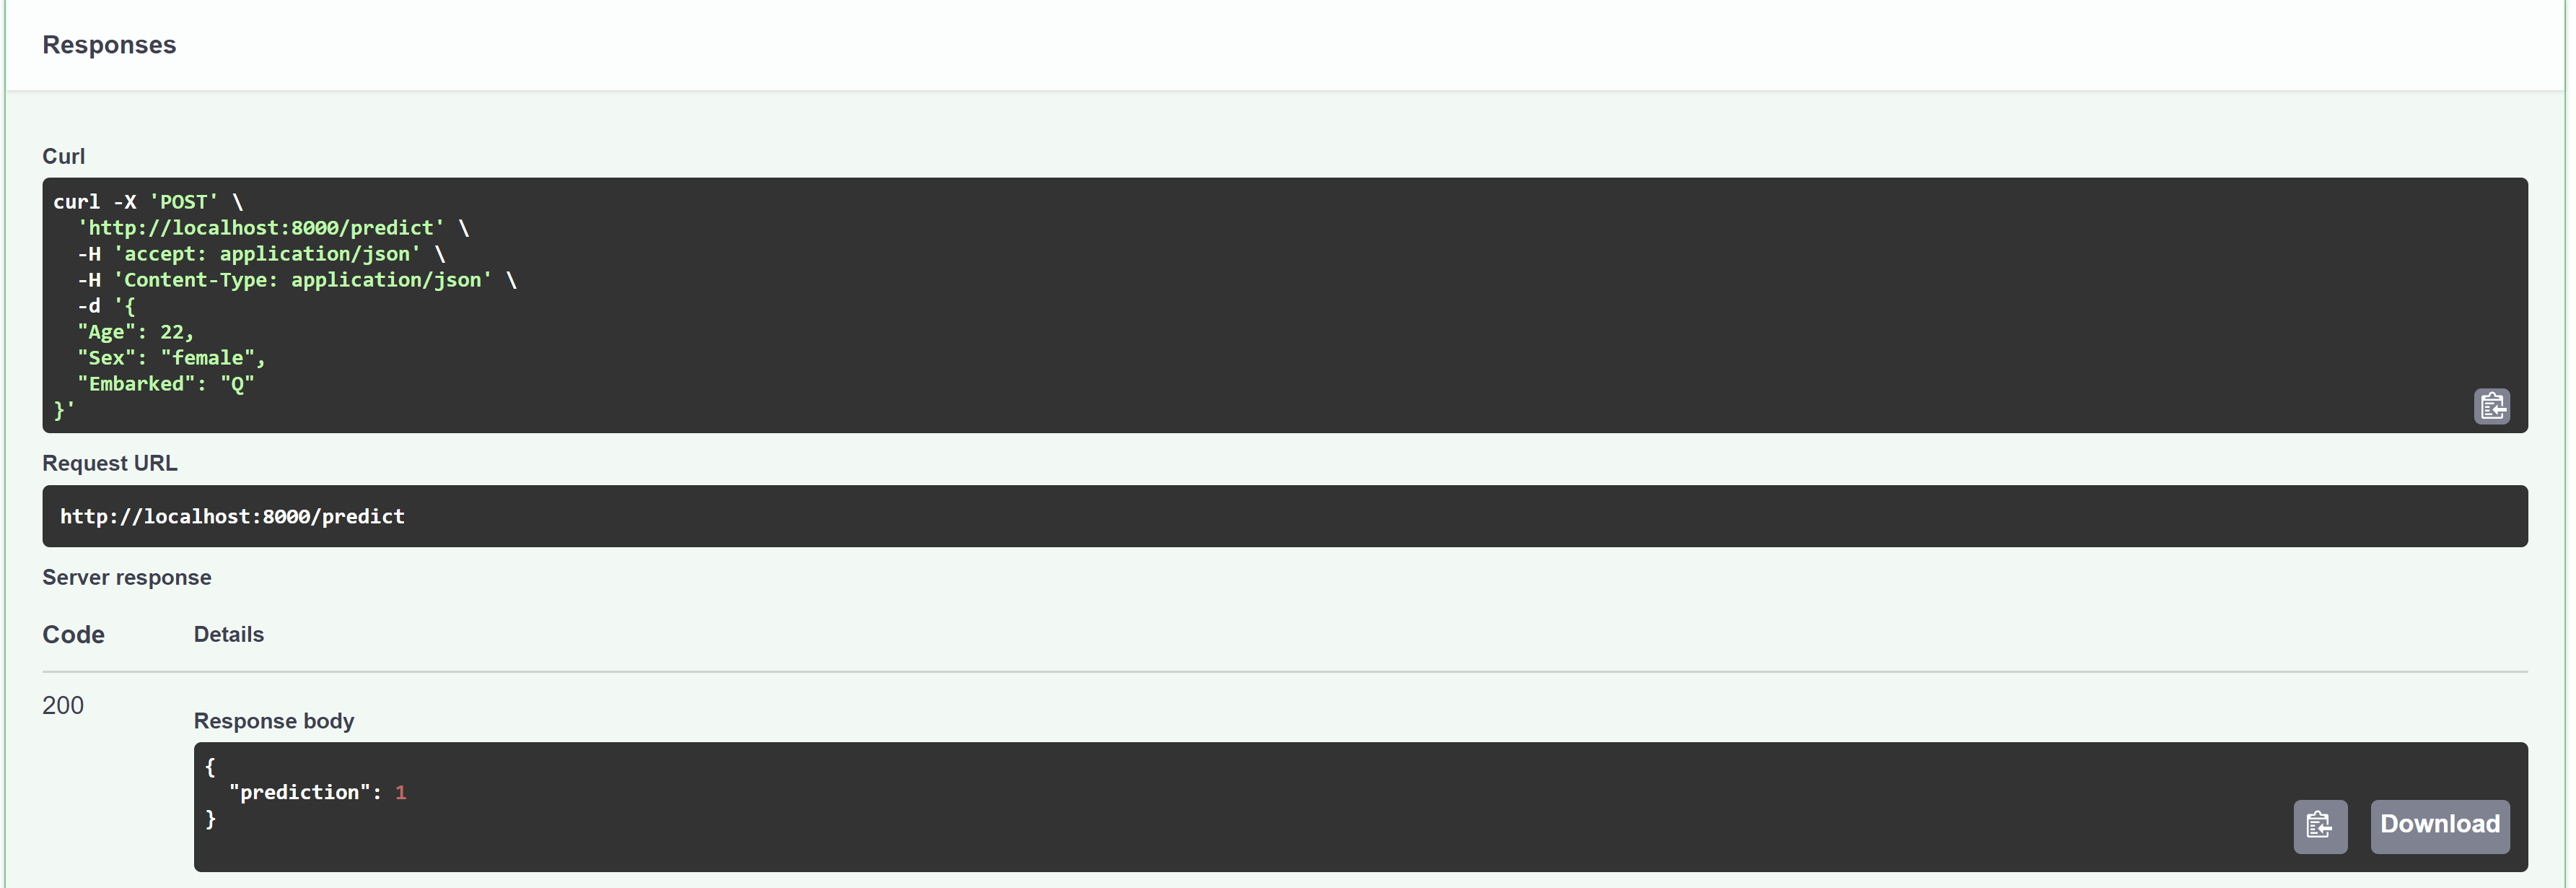 Responses
Curl
curl -X 'POST' \
  'http://localhost:8000/predict' \
  -H 'accept: application/json' \
  -H 'Content-Type: application/json' \
  -d '{
  "Age": 22,
  "Sex": "female",
  "Embarked": "Q"
}'
Request URL
http://localhost:8000/predict
Server response
Code Details
200
Response body
{
  "prediction": 1
}
Download